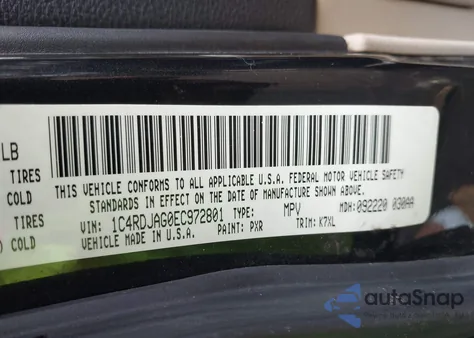 LB
TIRES
COLD
TIRES
COLD
THIS VEHICLE CONFORMS TO ALL APPLICABLE U.S.A. FEDERAL MOTOR VEHICLE SAFETY
STANDARDS IN EFFECT ON THE DATE OF MANUFACTURE SHOWN ABOVE.
VIN: 1C4RDJAG0EC972801 TYPE: MPV MDH: 092220 030AA
VEHICLE MADE IN U.S.A. PAINT: PXR TRIM: K7XL
autoSnap